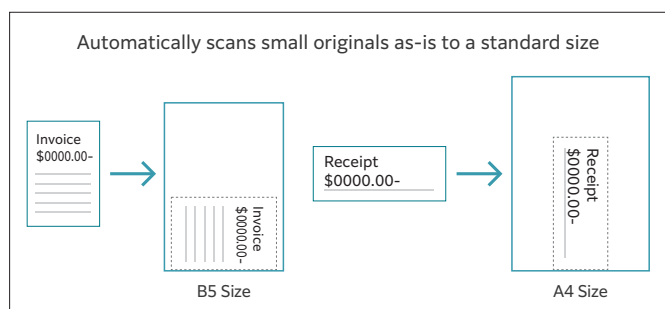 Automatically scans small originals as-is to a standard size
Invoice
$0000.00-
Invoice
$0000.00-
B5 Size
Receipt
$0000.00-
Receipt
$0000.00-
A4 Size